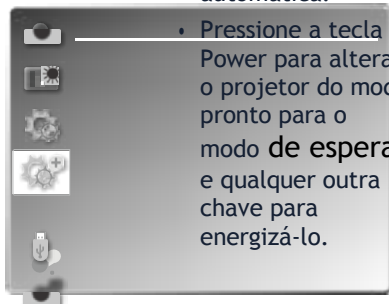 • Pressione a tecla
Power para altera
o projetor do mod
pronto para o
modo de espera
e qualquer outra
chave para
energizá-lo.